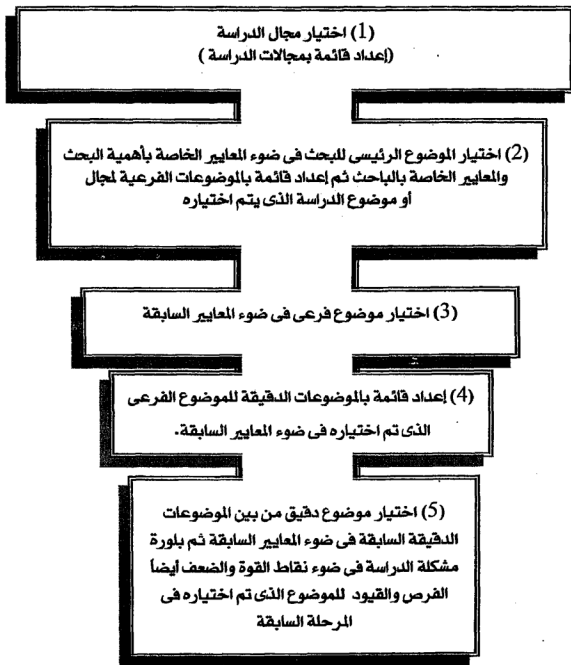 (1) اختيار مجال الدراسة
(إعداد قائمة بمجالات الدراسة )
(2) اختيار الموضوع الرئيسى للبحث فى ضوء المعايير الخاصة بأهمية البحث
والمعايير الخاصة بالباحث ثم إعداد قائمة بالموضوعات الفرعية لمجال
أو موضوع الدراسة الذى يتم اختياره
(3) اختيار موضوع فرعى فى ضوء المعايير السابقة
(4) إعداد قائمة بالموضوعات الدقيقة للموضوع الفرعى
الذى تم اختياره فى ضوء المعايير السابقة.
(5) اختيار موضوع دقيق من بين الموضوعات
الدقيقة السابقة فى ضوء المعايير السابقة ثم بلورة
مشكلة الدراسة فى ضوء نقاط القوة والضعف أيضاً
الفرص والقيود للموضوع الذى تم اختياره فى
المرحلة السابقة